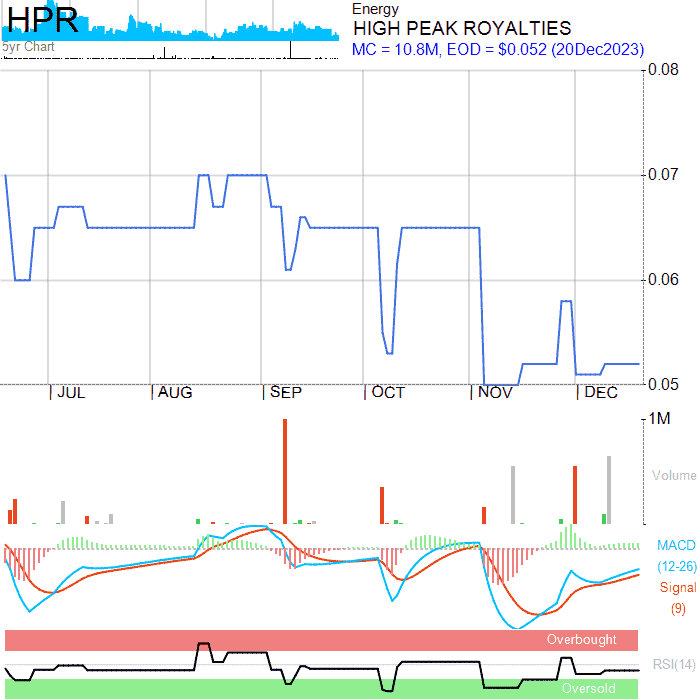 HPR
5yr Chart
Energy
HIGH PEAK ROYALTIES
MC = 10.8M, EOD = $0.052 (20Dec2023)
0.08
0.07
0.06
0.05
JUL AUG SEP OCT NOV DEC
1M
Volume
MACD
(12-26)
Signal
(9)
Overbought
RSI(14)
Oversold